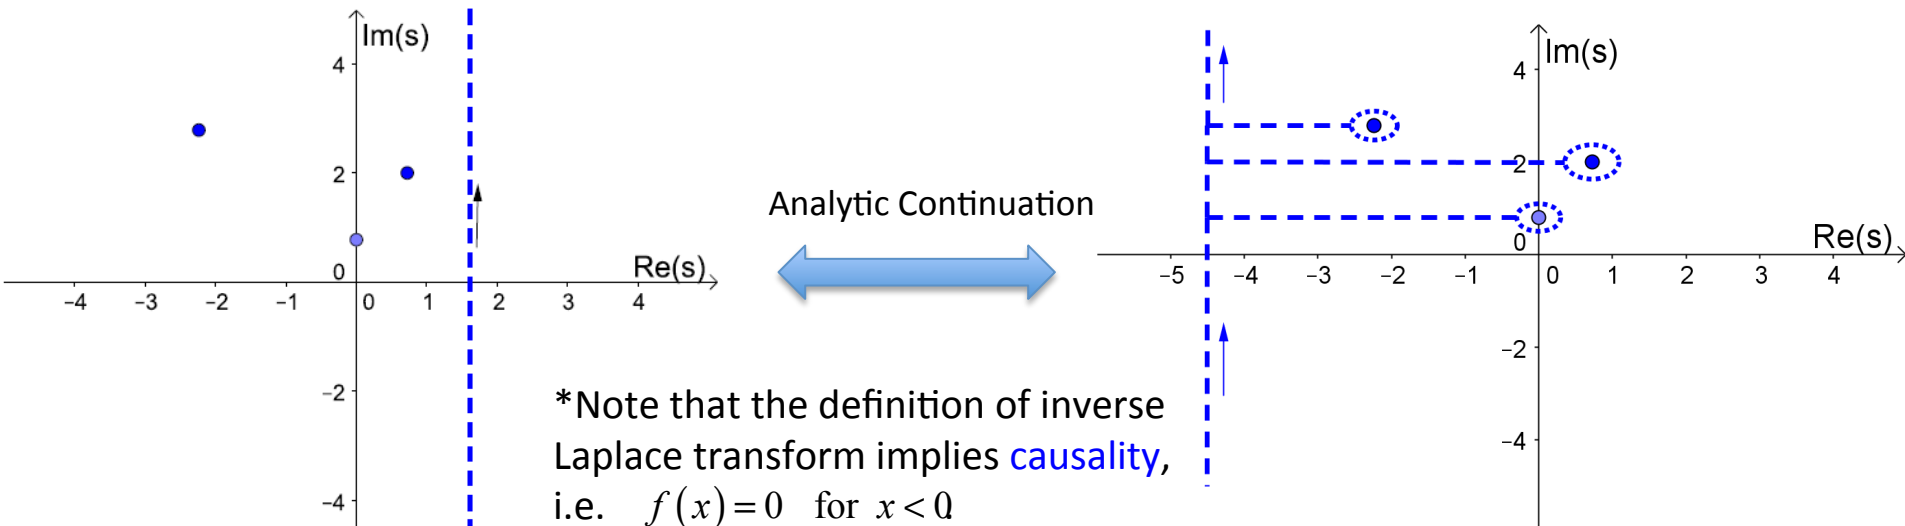 Im(s)
4
2
0
Re(s)
−4 −3 −2 −1 0 1 2 3 4
−2
−4
Analytic Continuation
*Note that the definition of inverse
Laplace transform implies causality,
i.e. f(x)=0 for x<0.
Im(s)
4
2
0
Re(s)
−5 −4 −3 −2 −1 0 1 2 3 4
−2
−4